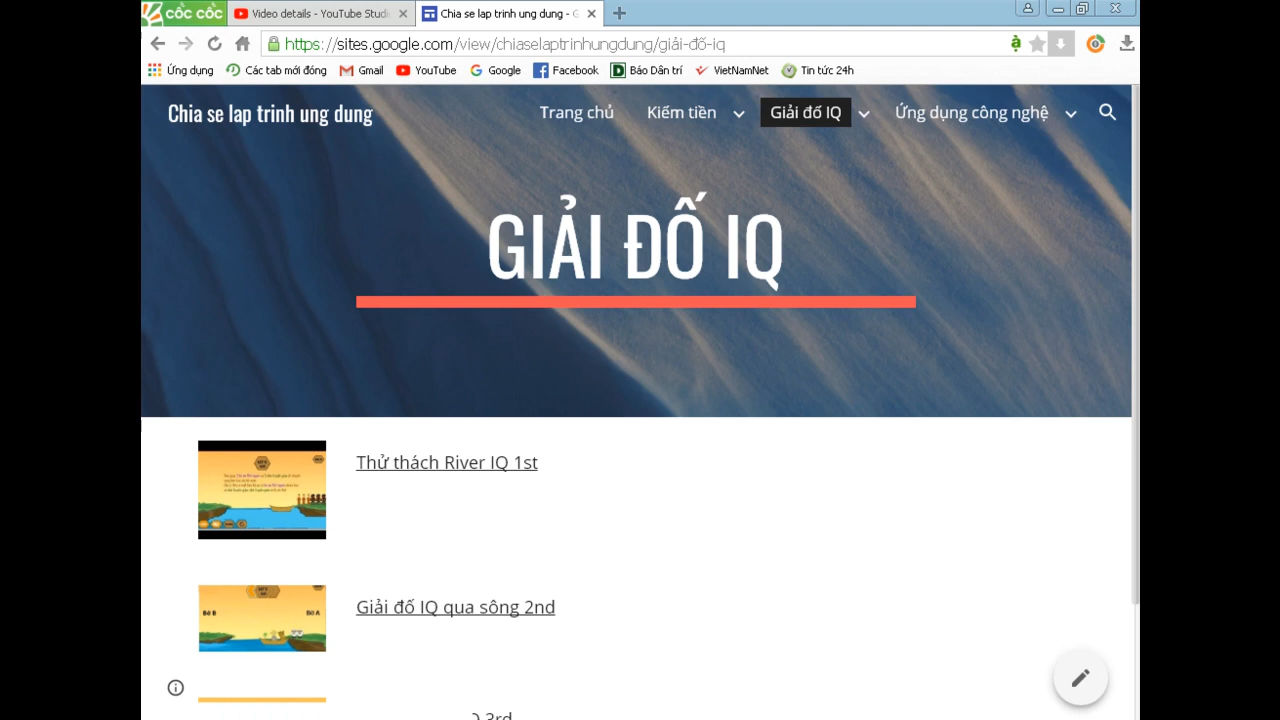 cốc cốc
Video details - YouTube Studi
Chia se lap trinh ung dung - G
https://sites.google.com/view/chiaselaptrinhungdung/giải-đố-iq
Ứng dụng
Các tab mới đóng
Gmail
YouTube
Google
Facebook
Báo Dân trí
VietNamNet
Tin tức 24h
Chia se lap trinh ung dung
Trang chủ
Kiếm tiền
Giải đố IQ
Ứng dụng công nghệ
GIẢI ĐỐ IQ
Thử thách River IQ 1st
Giải đố IQ qua sông 2nd
Bờ B
Bờ A
3rd